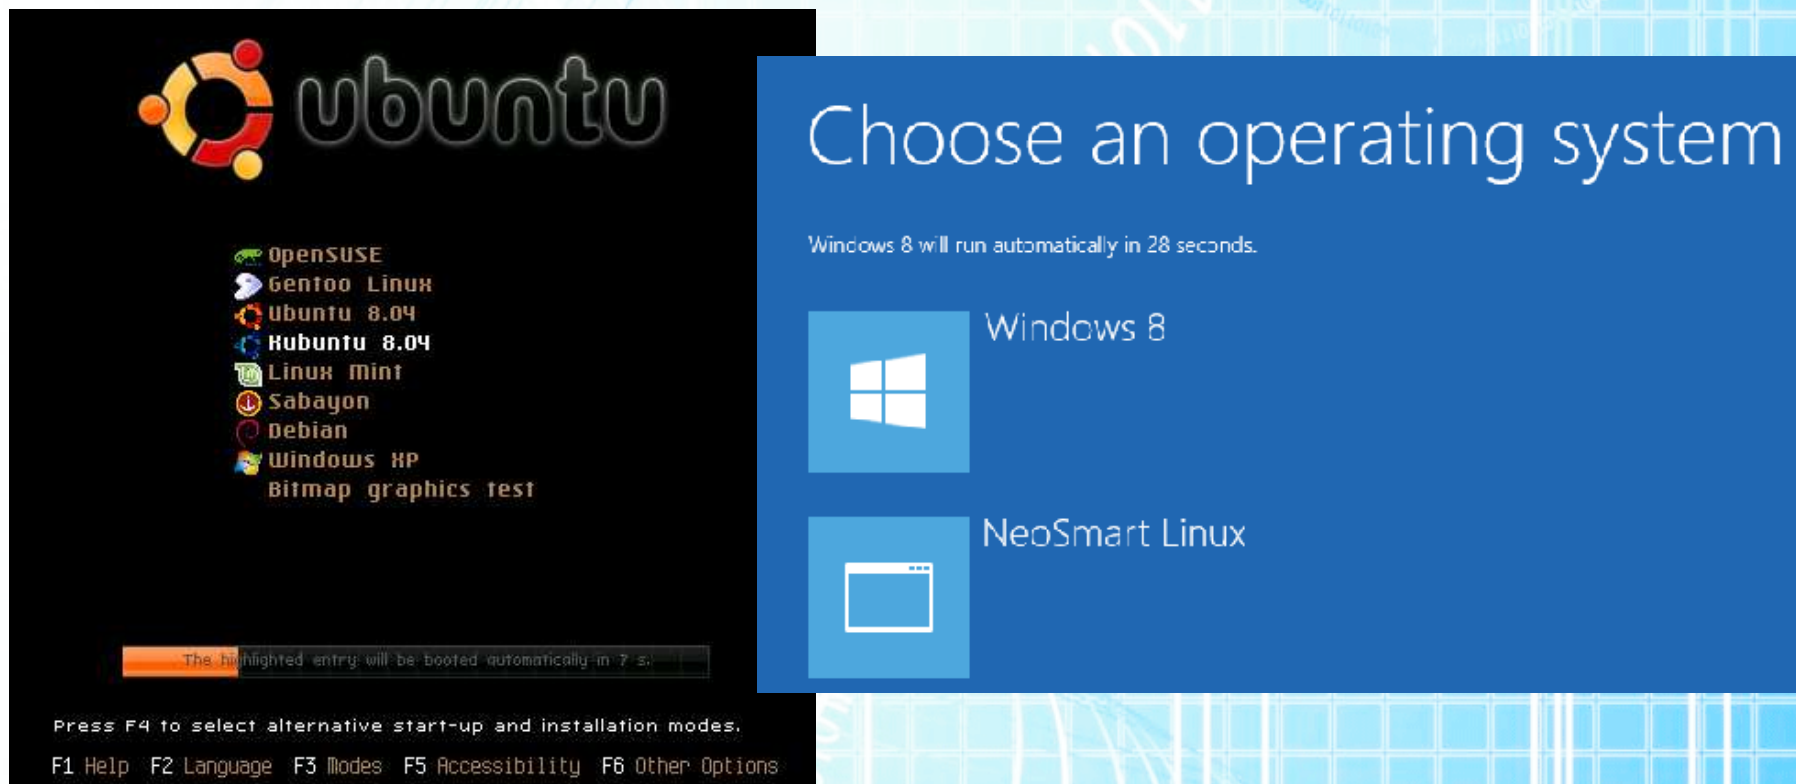 ubuntu
OpenSUSE
Gentoo Linux
Ubuntu 8.04
Kubuntu 8.04
Linux Mint
Sabayon
Debian
Windows XP
Bitmap graphics test
The highlighted entry will be booted automatically in 7 s.
Press F4 to select alternative start-up and installation modes.
F1 Help F2 Language F3 Modes F5 Accessibility F6 Other Options
Choose an operating system
Windows 8 will run automatically in 28 seconds.
Windows 8
NeoSmart Linux